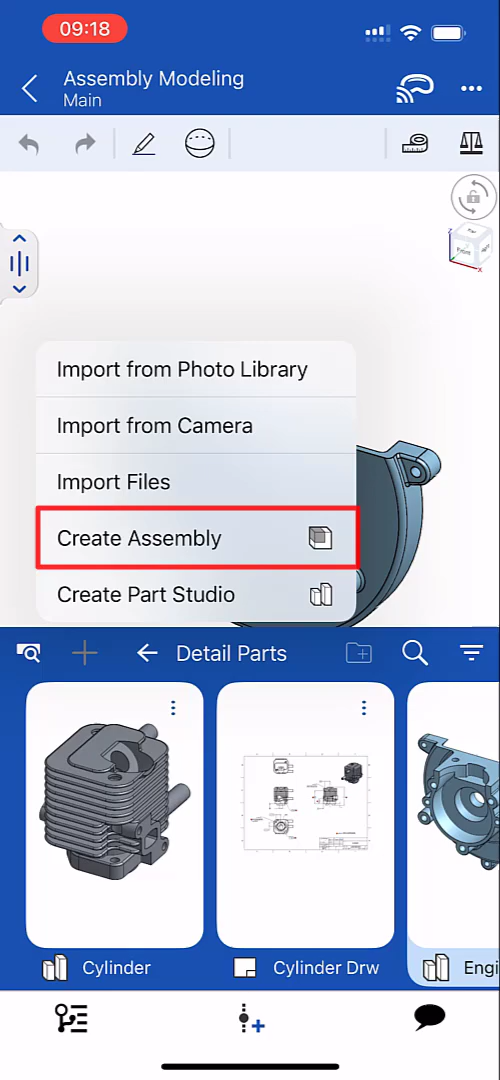 09:18
Assembly Modeling
Main
Import from Photo Library
Import from Camera
Import Files
Create Assembly
Create Part Studio
Detail Parts
Cylinder
Cylinder Drw
Engi